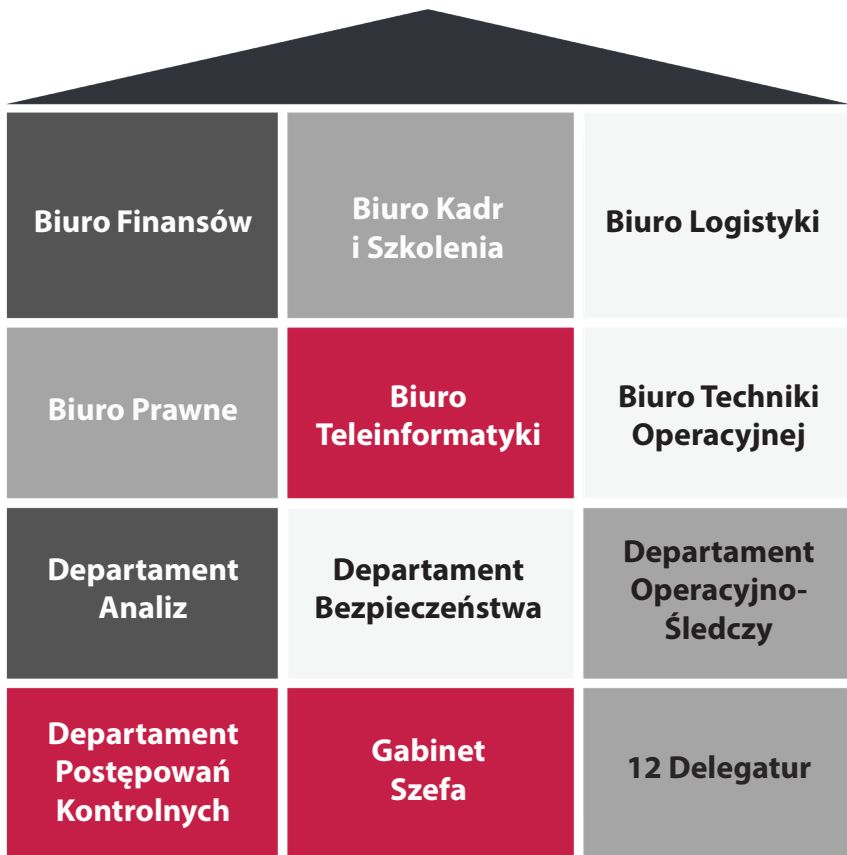 Biuro Finansów
Biuro Kadr
i Szkolenia
Biuro Logistyki
Biuro Prawne
Biuro
Teleinformatyki
Biuro Techniki
Operacyjnej
Departament
Analiz
Departament
Bezpieczeństwa
Departament
Operacyjno-
Śledczy
Departament
Postępowań
Kontrolnych
Gabinet
Szefa
12 Delegatur